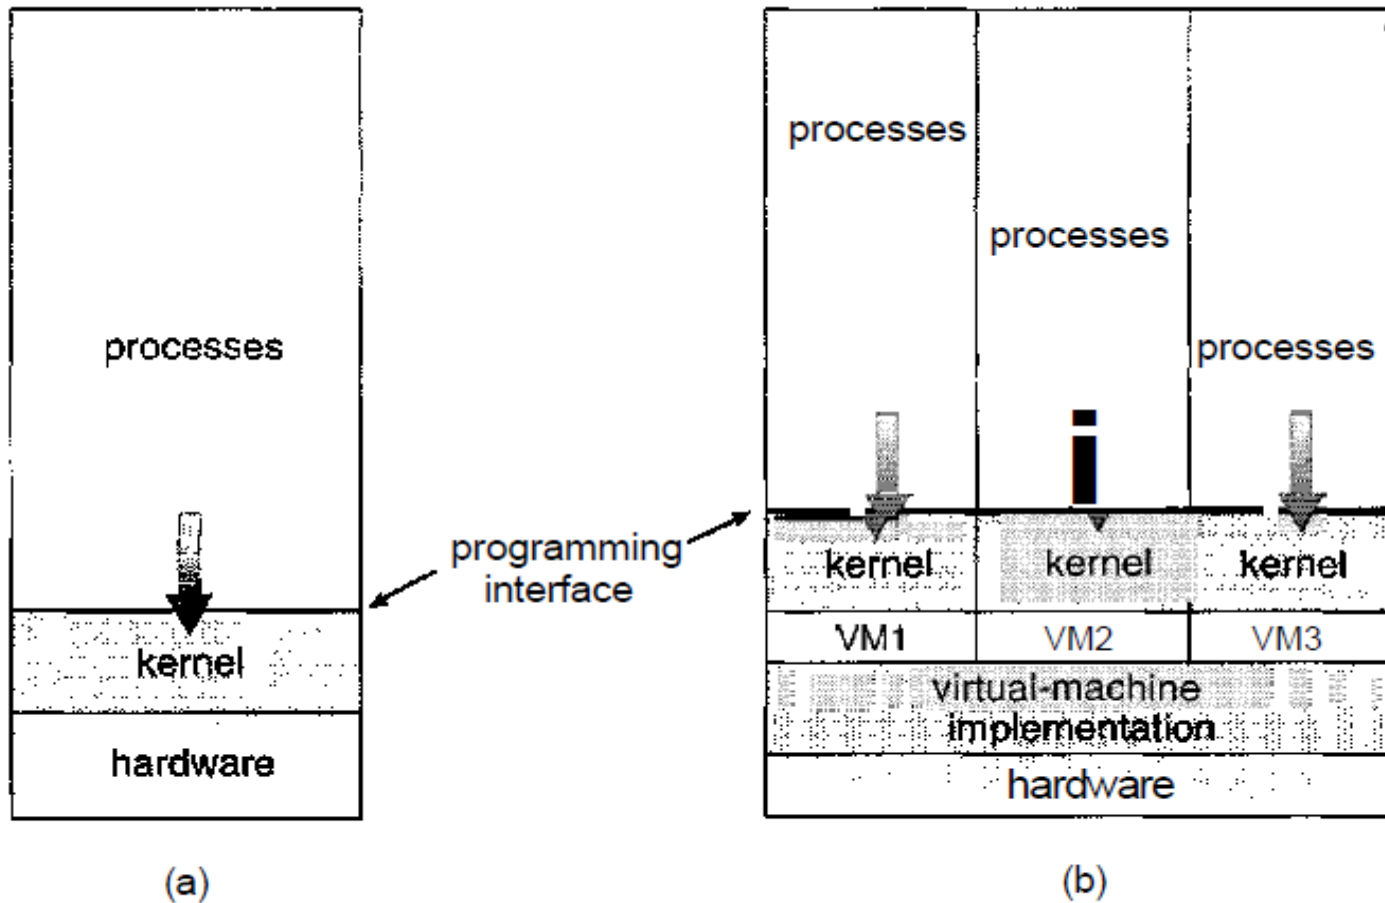 processes
kernel
hardware
(a)
programming
interface
processes
processes
processes
kernel
kernel
kernel
VM1
VM2
VM3
virtual-machine
implementation
hardware
(b)